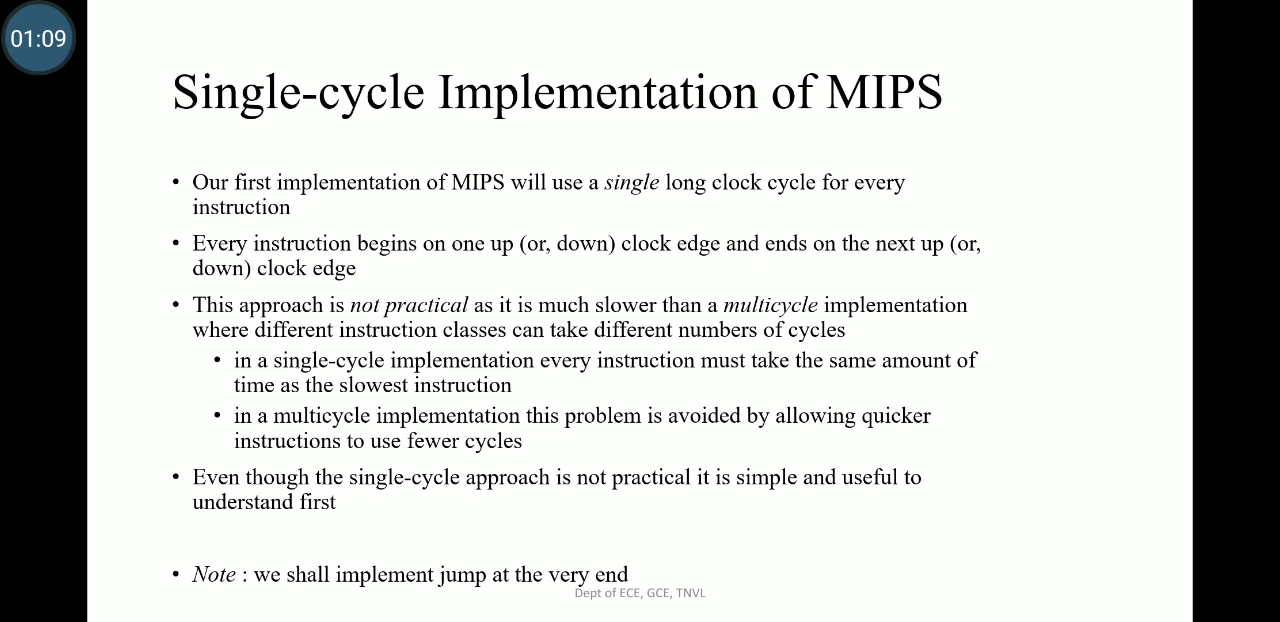 01:09
Single-cycle Implementation of MIPS
• Our first implementation of MIPS will use a single long clock cycle for every
instruction
• Every instruction begins on one up (or, down) clock edge and ends on the next up (or,
down) clock edge
• This approach is not practical as it is much slower than a multicycle implementation
where different instruction classes can take different numbers of cycles
• in a single-cycle implementation every instruction must take the same amount of
time as the slowest instruction
• in a multicycle implementation this problem is avoided by allowing quicker
instructions to use fewer cycles
• Even though the single-cycle approach is not practical it is simple and useful to
understand first
• Note : we shall implement jump at the very end
Dept of ECE, GCE, TNVL